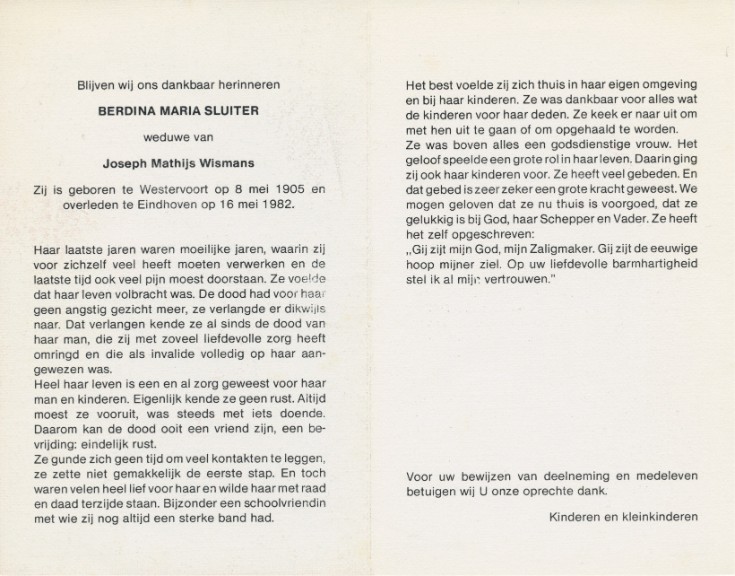 Blijven wij ons dankbaar herinneren
BERDINA MARIA SLUITER
weduwe van
Joseph Mathijs Wismans
Zij is geboren te Westervoort op 8 mei 1905 en
overleden te Eindhoven op 16 mei 1982.
Haar laatste jaren waren moeilijke jaren, waarin zij
voor zichzelf veel heeft moeten verwerken en de
laatste tijd ook veel pijn moest doorstaan. Ze voelde
dat haar leven volbracht was. De dood had voor haar
geen angstig gezicht meer, ze verlangde er dikwijls
naar. Dat verlangen kende ze al sinds de dood van
haar man, die zij met zoveel liefdevolle zorg heeft
omringd en die als invalide volledig op haar aan-
gewezen was.
Heel haar leven is een en al zorg geweest voor haar
man en kinderen. Eigenlijk kende ze geen rust. Altijd
moest ze vooruit, was steeds met iets doende.
Daarom kan de dood ooit een vriend zijn, een be-
vrijding: eindelijk rust.
Ze gunde zich geen tijd om veel kontakten te leggen,
ze zette niet gemakkelijk de eerste stap. En toch
waren velen heel lief voor haar en wilde haar met raad
en daad terzijde staan. Bijzonder een schoolvriendin
met wie zij nog altijd een sterke band had.
Het best voelde zij zich thuis in haar eigen omgeving
en bij haar kinderen. Ze was dankbaar voor alles wat
de kinderen voor haar deden. Ze keek er naar uit om
met hen uit te gaan of om opgehaald te worden.
Ze was boven alles een godsdienstige vrouw. Het
geloof speelde een grote rol in haar leven. Daarin ging
zij ook haar kinderen voor. Ze heeft veel gebeden. En
dat gebed is zeer zeker een grote kracht geweest. We
mogen geloven dat ze nu thuis is voorgoed, dat ze
gelukkig is bij God, haar Schepper en Vader. Ze heeft
het zelf opgeschreven:
„Gij zijt mijn God, mijn Zaligmaker. Gij zijt de eeuwige
hoop mijner ziel. Op uw liefdevolle barmhartigheid
stel ik al mijn vertrouwen.”
Voor uw bewijzen van deelneming en medeleven
betuigen wij U onze oprechte dank.
Kinderen en kleinkinderen